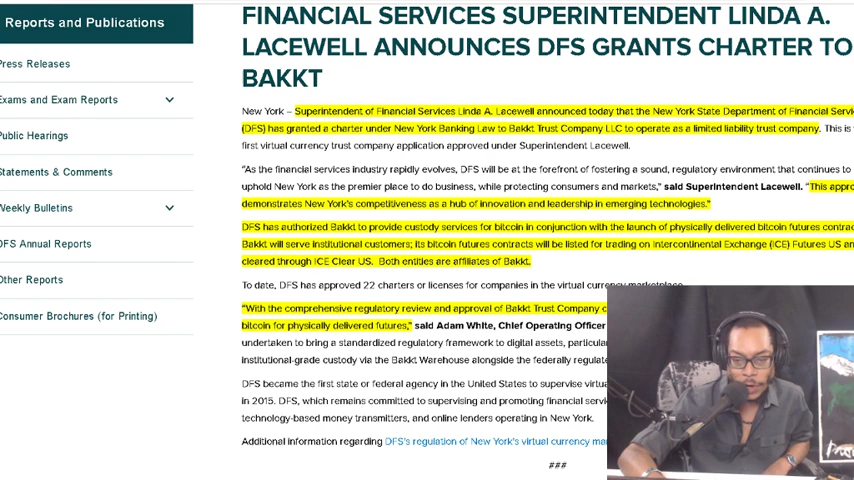 Reports and Publications
Press Releases
Exams and Exam Reports
Public Hearings
Statements & Comments
Weekly Bulletins
DFS Annual Reports
Other Reports
Consumer Brochures (for Printing)
FINANCIAL SERVICES SUPERINTENDENT LINDA A.
LACEWELL ANNOUNCES DFS GRANTS CHARTER TO
BAKKT
New York – Superintendent of Financial Services Linda A. Lacewell announced today that the New York State Department of Financial
(DFS) has granted a charter under New York Banking Law to Bakkt Trust Company LLC to operate as a limited liability trust company. This is
first virtual currency trust company application approved under Superintendent Lacewell.
“As the financial services industry rapidly evolves, DFS will be at the forefront of fostering a sound, regulatory environment that continues to
uphold New York as the premier place to do business, while protecting consumers and markets,” said Superintendent Lacewell. “This
demonstrates New York's competitiveness as a hub of innovation and leadership in emerging technologies.”
DFS has authorized Bakkt to provide custody services for bitcoin in conjunction with the launch of physically delivered bitcoin futures
Bakkt will serve institutional customers; its bitcoin futures contracts will be listed for trading on Intercontinental Exchange (ICE) Futures US
cleared through ICE Clear US. Both entities are affiliates of Bakkt.
To date, DFS has approved 22 charters or licenses for companies in the virtual currency marketplace.
“With the comprehensive regulatory review and approval of Bakkt Trust Company
bitcoin for physically delivered futures,” said Adam White, Chief Operating Officer
undertaken to bring a standardized regulatory framework to digital assets,
institutional-grade custody via the Bakkt Warehouse alongside the federally
DFS became the first state or federal agency in the United States to supervise
in 2015. DFS, which remains committed to supervising and promoting financial
technology-based money transmitters, and online lenders operating in New York.
Additional information regarding DFS's regulation of New York's virtual currency
###